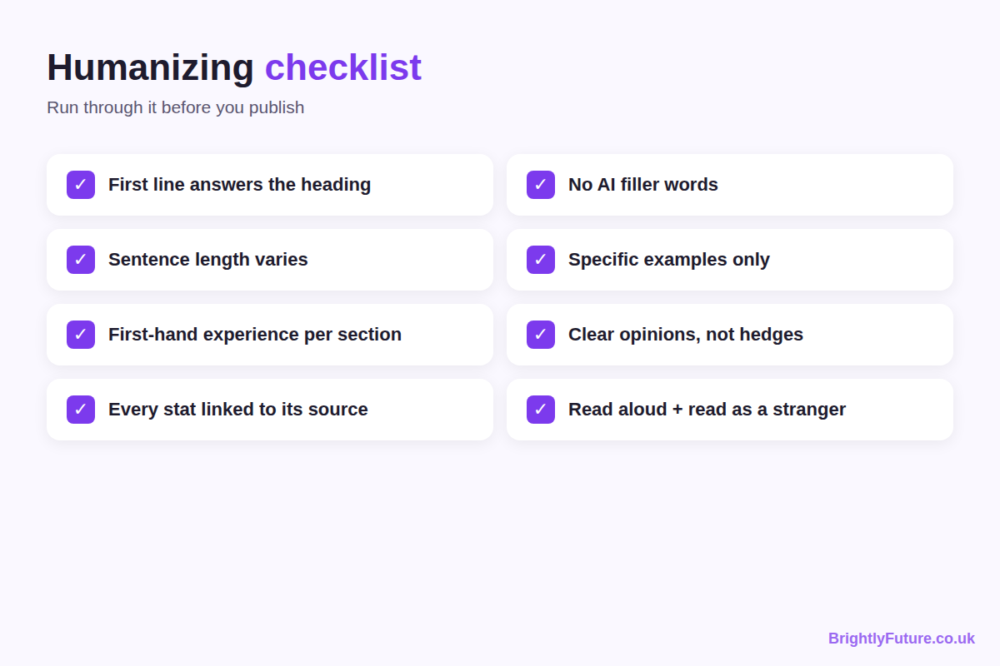 Humanizing checklist
Run through it before you publish
✓ First line answers the heading
✓ No AI filler words
✓ Sentence length varies
✓ Specific examples only
✓ First-hand experience per section
✓ Clear opinions, not hedges
✓ Every stat linked to its source
✓ Read aloud + read as a stranger
BrightlyFuture.co.uk